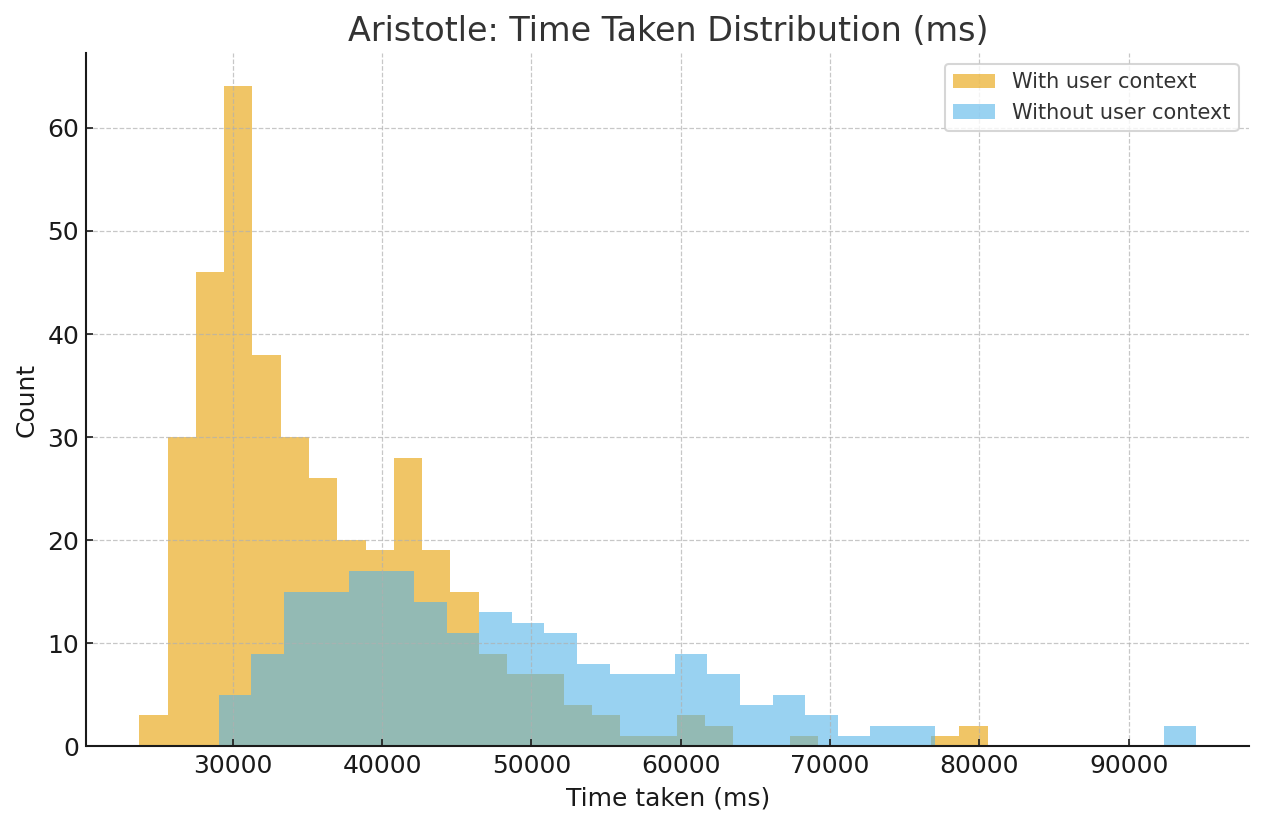 Aristotle: Time Taken Distribution (ms)
With user context
Without user context
Count
60
50
40
30
20
10
0
30000 40000 50000 60000 70000 80000 90000
Time taken (ms)